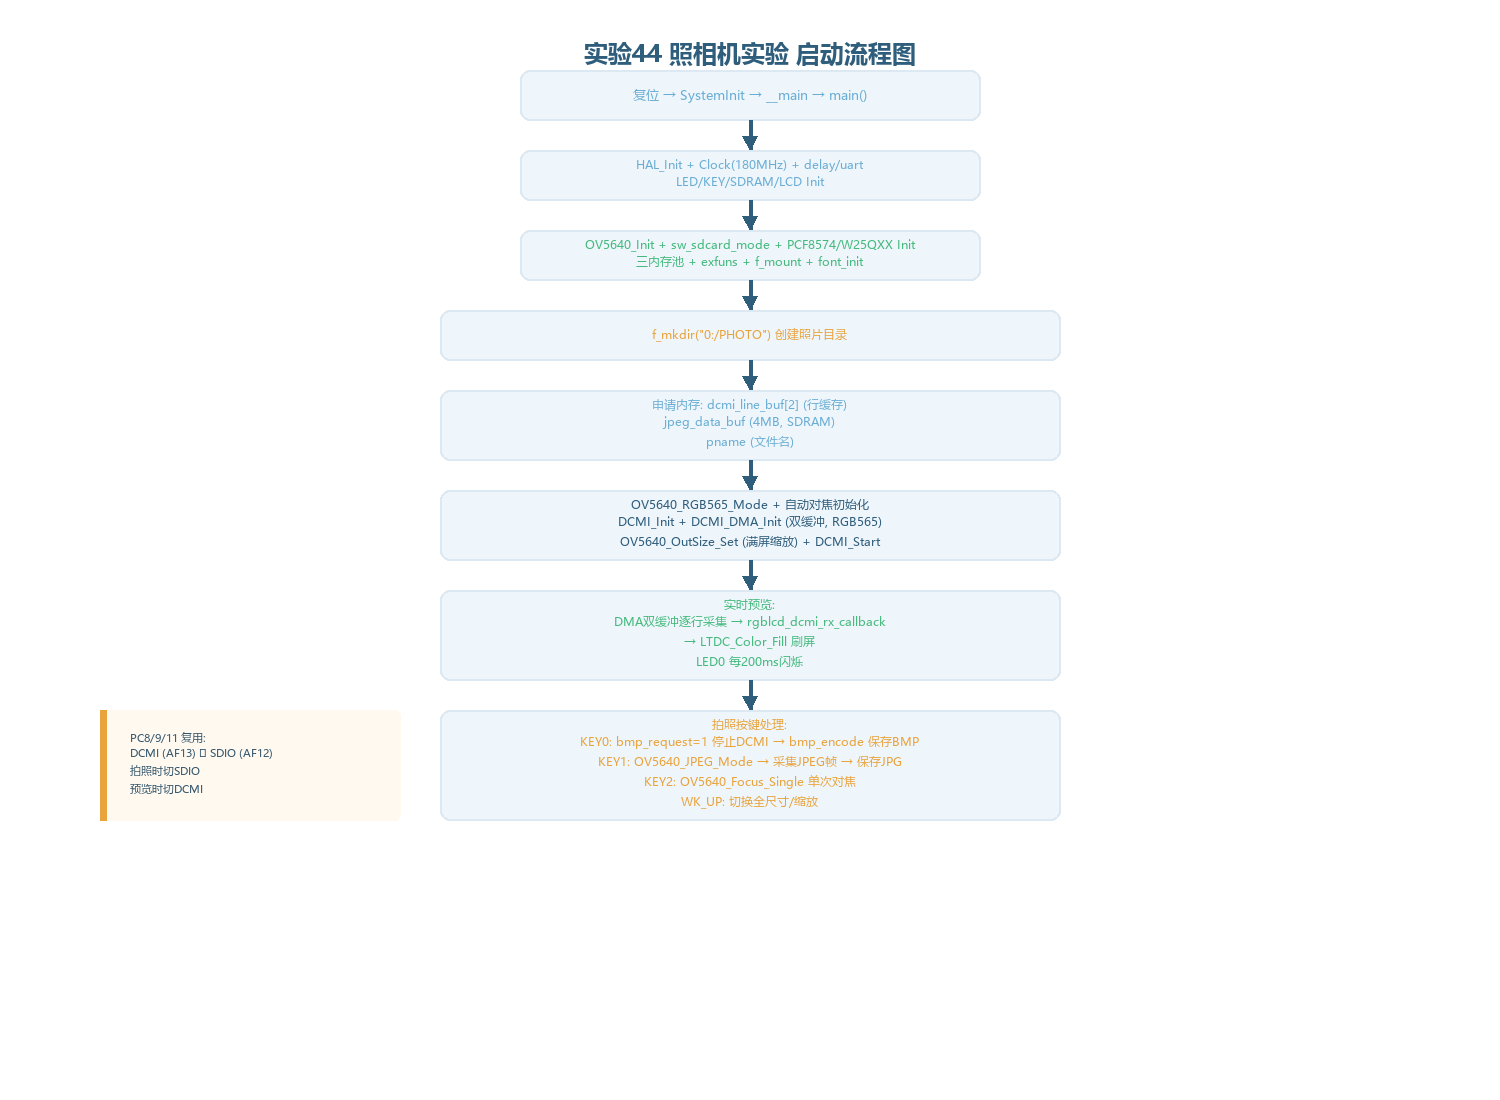 实验44 照相机实验 启动流程图
复位 → SystemInit → __main → main()
HAL_Init + Clock(180MHz) + delay/uart
LED/KEY/SDRAM/LCD Init
OV5640_Init + sw_sdcard_mode + PCF8574/W25QXX Init
三内存池 + exfuns + f_mount + font_init
f_mkdir("0:/PHOTO") 创建照片目录
申请内存: dcmi_line_buf[2] (行缓存)
jpeg_data_buf (4MB, SDRAM)
pname (文件名)
OV5640_RGB565_Mode + 自动对焦初始化
DCMI_Init + DCMI_DMA_Init (双缓冲, RGB565)
OV5640_OutSize_Set (满屏缩放) + DCMI_Start
实时预览:
DMA双缓冲逐行采集 → rgblcd_dcmi_rx_callback
→ LTDC_Color_Fill 刷屏
LED0 每200ms闪烁
PC8/9/11 复用:
DCMI (AF13) ▯ SDIO (AF12)
拍照时切SDIO
预览时切DCMI
拍照按键处理:
KEY0: bmp_request=1 停止DCMI → bmp_encode 保存BMP
KEY1: OV5640_JPEG_Mode → 采集JPEG帧 → 保存JPG
KEY2: OV5640_Focus_Single 单次对焦
WK_UP: 切换全尺寸/缩放